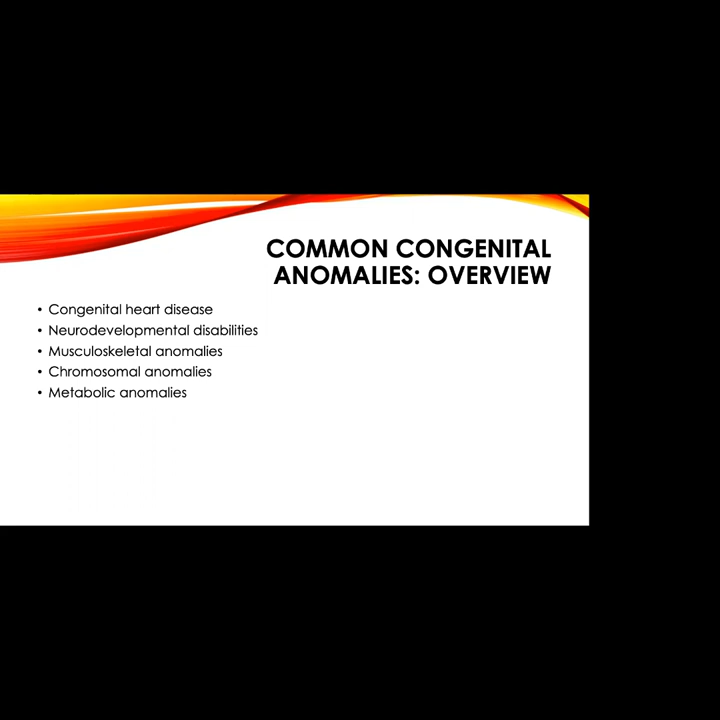 COMMON CONGENITAL
ANOMALIES: OVERVIEW
• Congenital heart disease
• Neurodevelopmental disabilities
• Musculoskeletal anomalies
• Chromosomal anomalies
• Metabolic anomalies